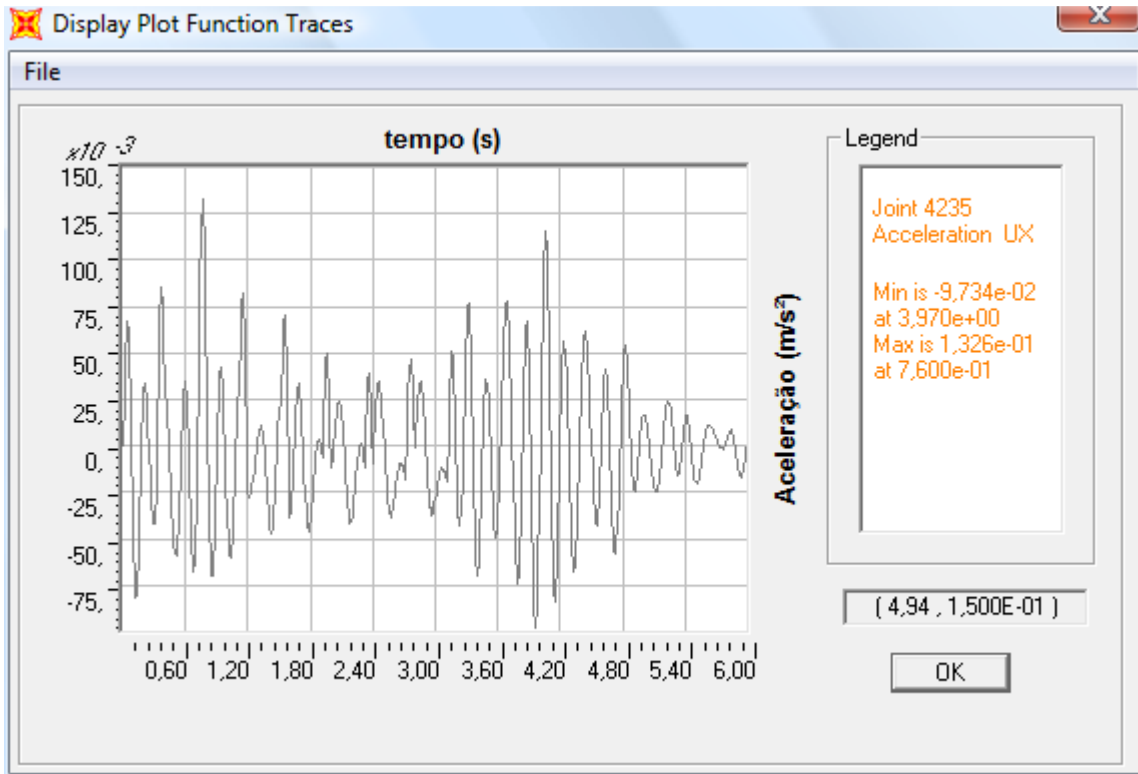 Display Plot Function Traces
X
File
tempo (s)
x10 -3
150,
125,
100,
75,
50,
25,
0,
-25,
-50,
-75,
0,60 1,20 1,80 2,40 3,00 3,60 4,20 4,80 5,40 6,00
Aceleração (m/s²)
Legend
Joint 4235
Acceleration UX
Min is -9,734e-02
at 3,970e+00
Max is 1,326e-01
at 7,600e-01
( 4,94 , 1,500E-01 )
OK